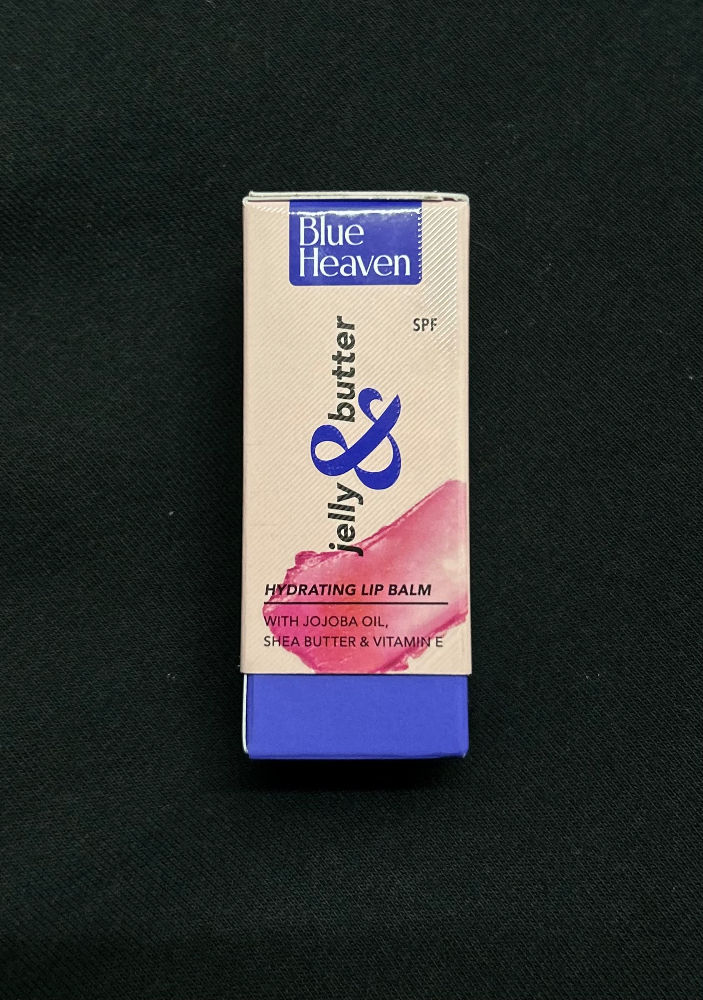 Blue
Heaven
SPF
jelly & butter
HYDRATING LIP BALM
WITH JOJOBA OIL,
SHEA BUTTER & VITAMIN E